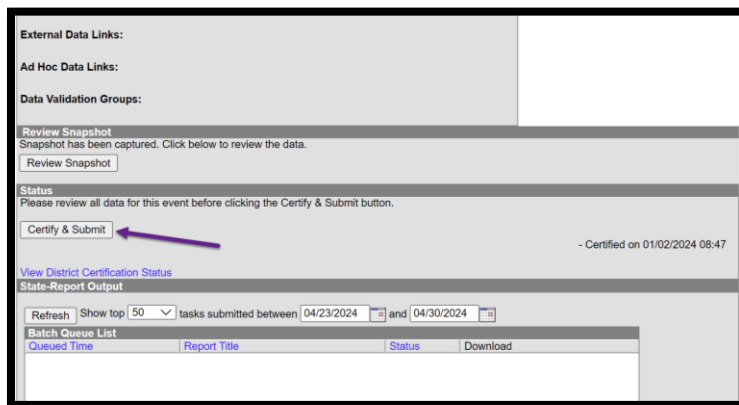 External Data Links:
Ad Hoc Data Links:
Data Validation Groups:
Review Snapshot
Snapshot has been captured. Click below to review the data.
Review Snapshot
Status
Please review all data for this event before clicking the Certify & Submit button.
Certify & Submit
- Certified on 01/02/2024 08:47
View District Certification Status
State-Report Output
Refresh Show top 50 tasks submitted between 04/23/2024 and 04/30/2024
Batch Queue List
Queued Time Report Title Status Download